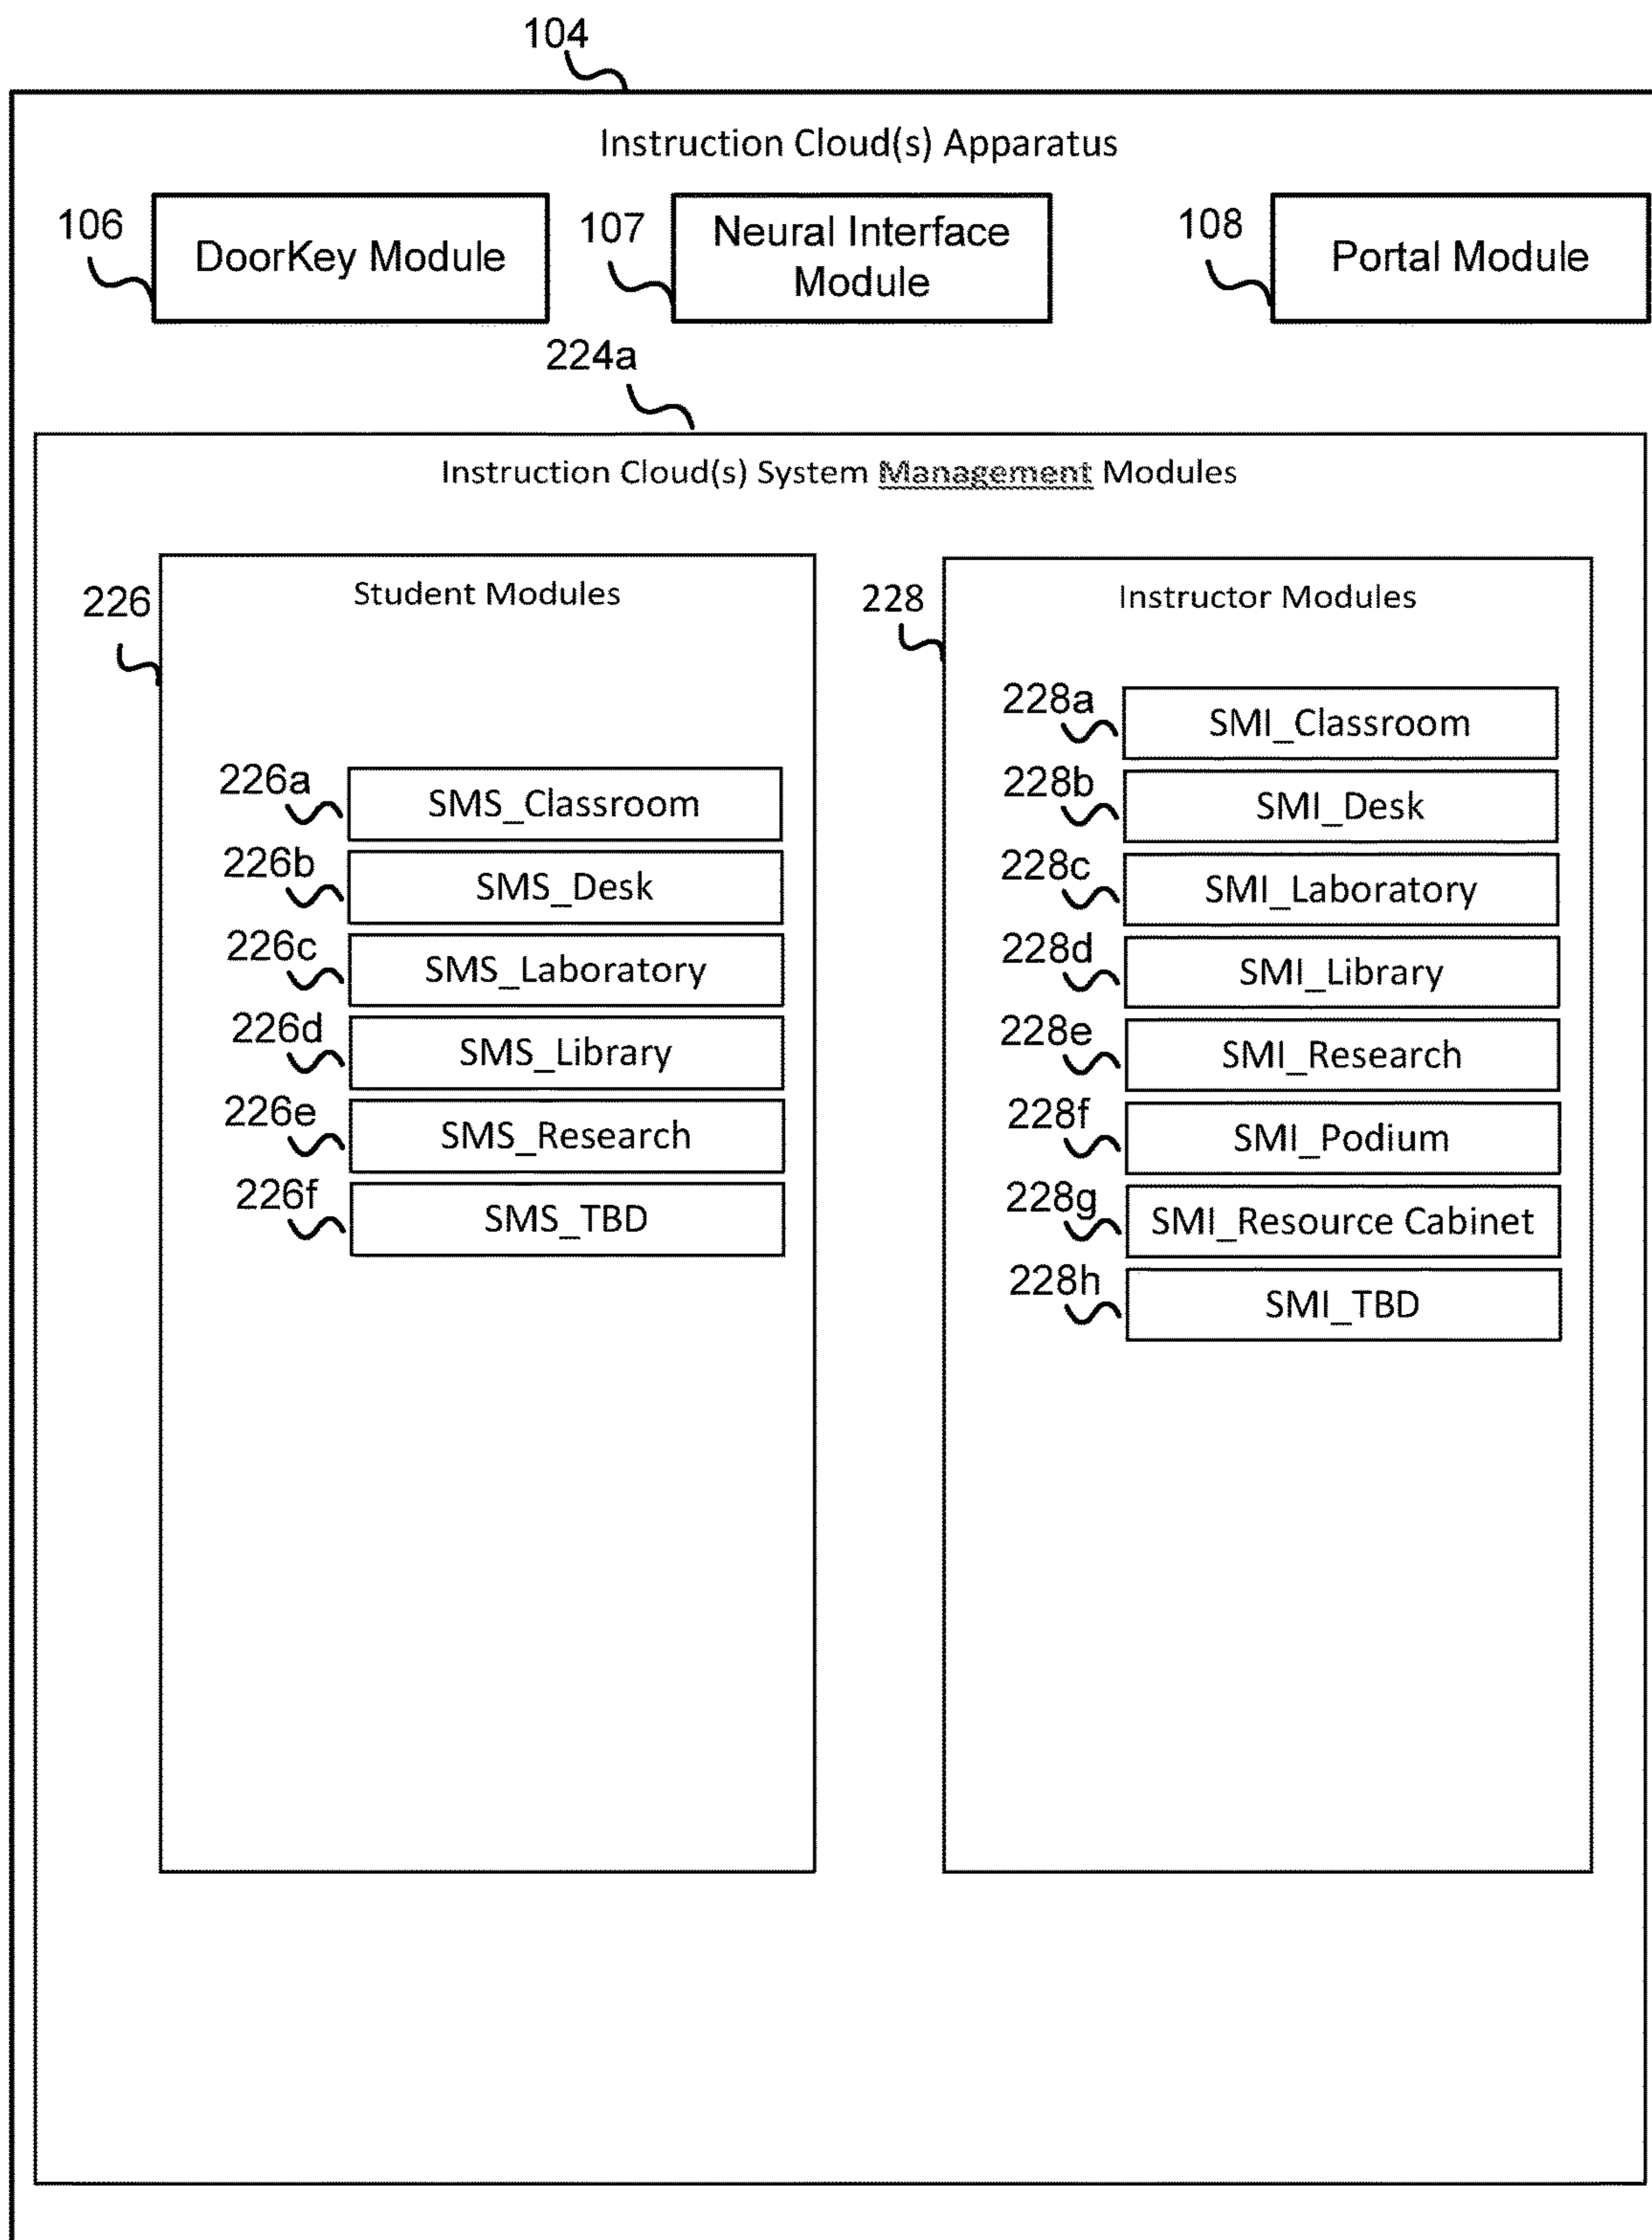 104
Instruction Cloud(s) Apparatus
106
DoorKey Module
107
Neural Interface
Module
108
Portal Module
224a
Instruction Cloud(s) System Management Modules
226
Student Modules
226a
SMS_Classroom
226b
SMS_Desk
226c
SMS_Laboratory
226d
SMS_Library
226e
SMS_Research
226f
SMS_TBD
228
Instructor Modules
228a
SMI_Classroom
228b
SMI_Desk
228c
SMI_Laboratory
228d
SMI_Library
228e
SMI_Research
228f
SMI_Podium
228g
SMI_Resource Cabinet
228h
SMI_TBD